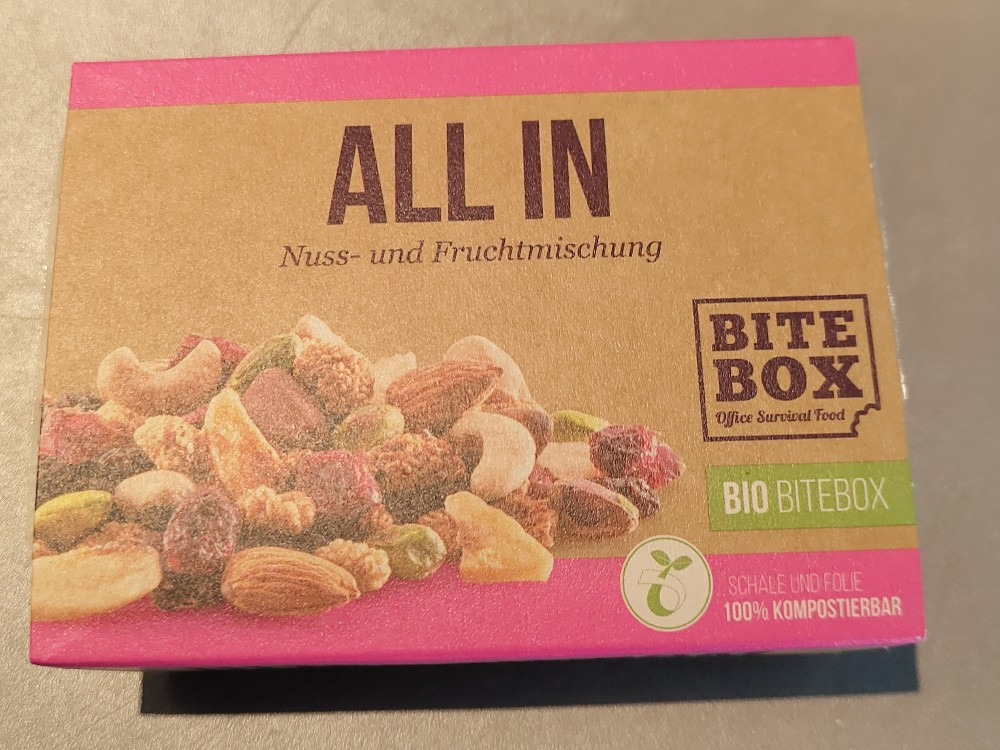 ALL IN
Nuss- und Fruchtmischung
BITE
BOX
Office Survival Food
BIO BITEBOX
SCHALE UND FOLIE
100% KOMPOSTIERBAR